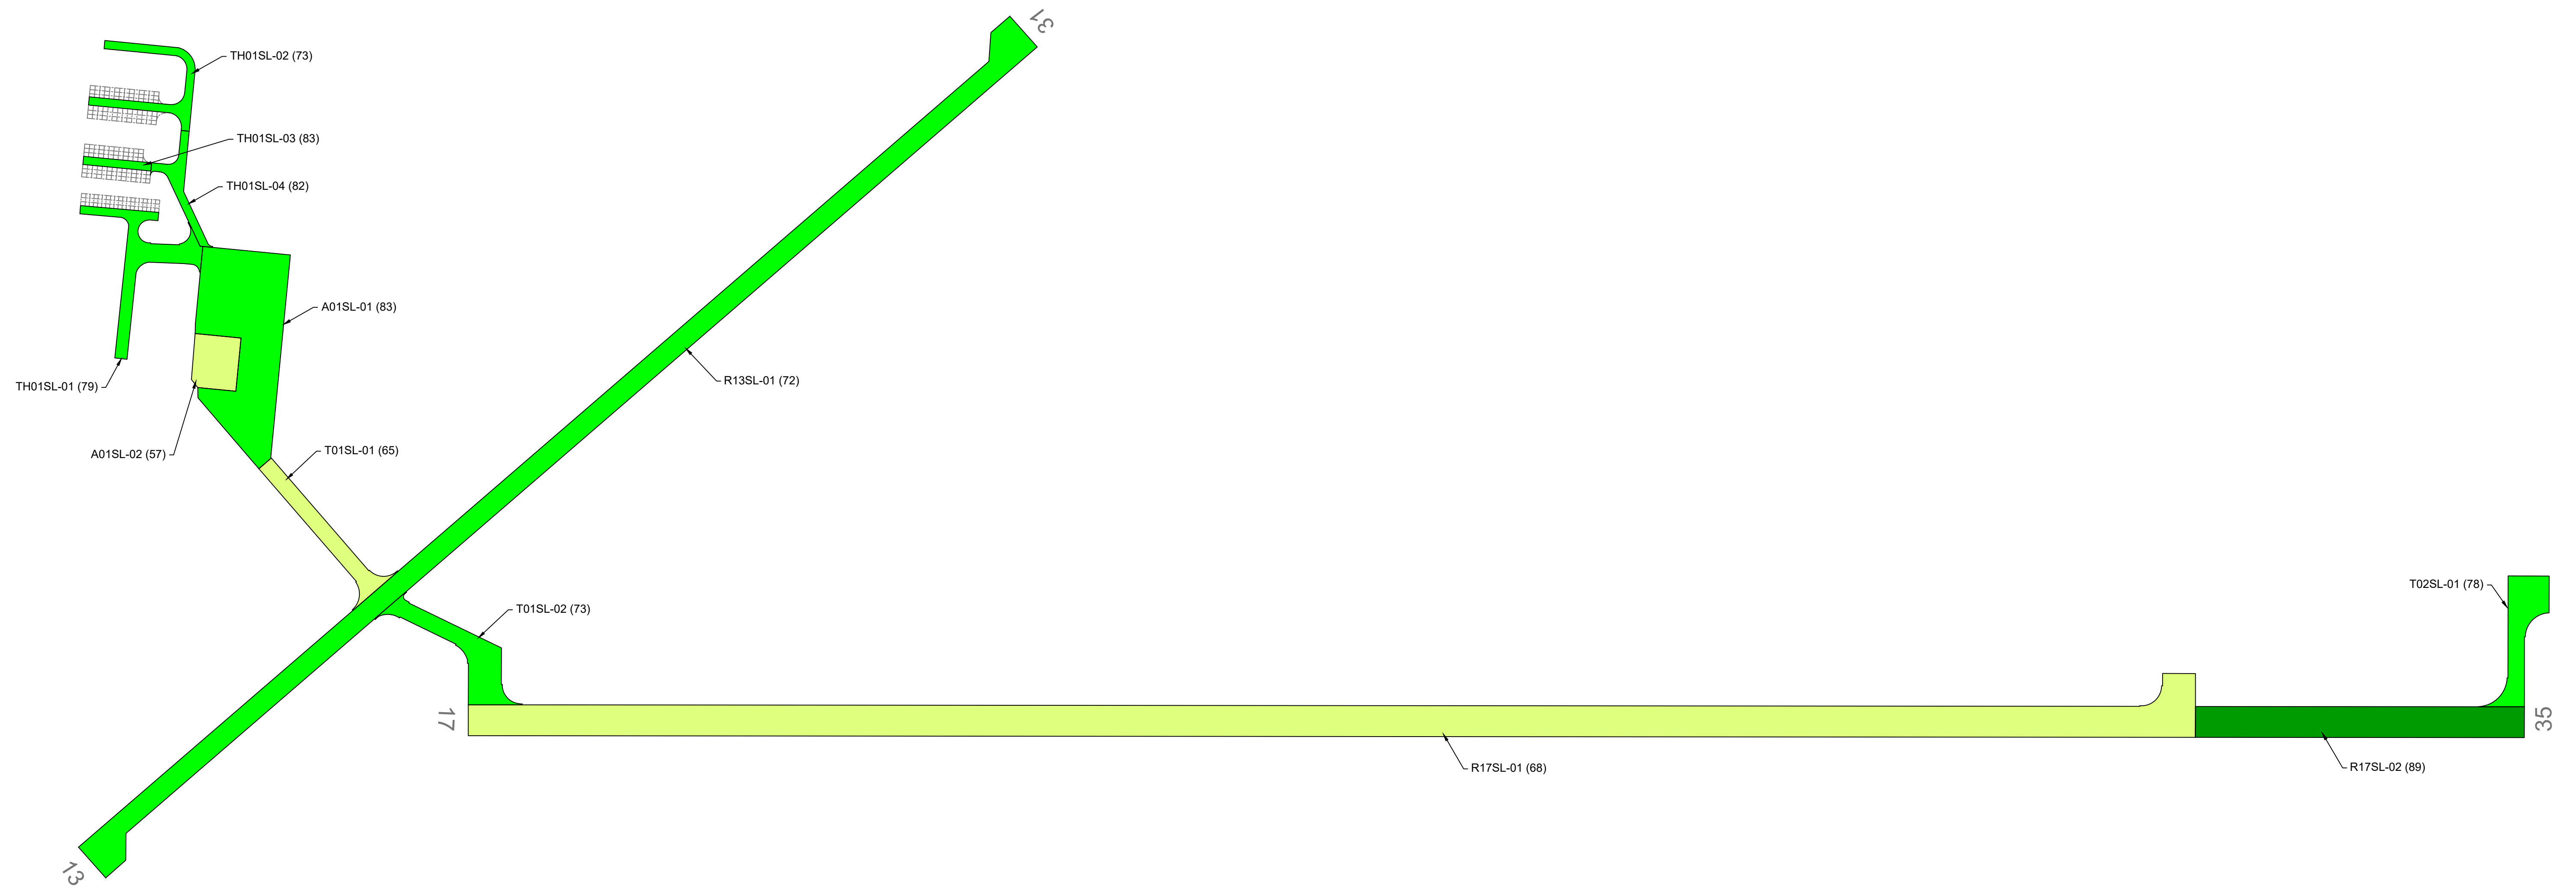 31
TH01SL-02 (73)
TH01SL-03 (83)
TH01SL-04 (82)
A01SL-01 (83)
R13SL-01 (72)
TH01SL-01 (79)
A01SL-02 (57)
T01SL-01 (65)
T01SL-02 (73)
T02SL-01 (78)
17
35
R17SL-01 (68)
R17SL-02 (89)
13